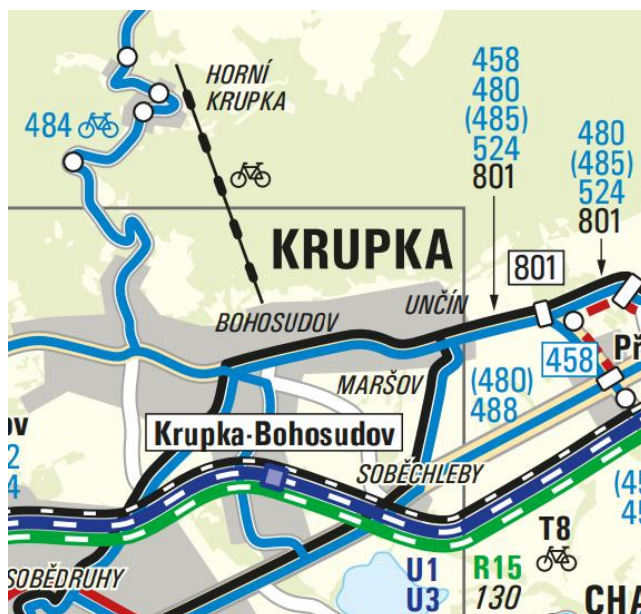 HORNÍ
KRUPKA
484
458
480
(485)
524
801
480
(485)
524
801
KRUPKA
801
UNČÍN
BOHOSUDOV
458
MARŠOV
(480)
488
Krupka-Bohosudov
SOBĚCHLEBY
T8
U1
R15
U3
130
SOBĚDRUHY